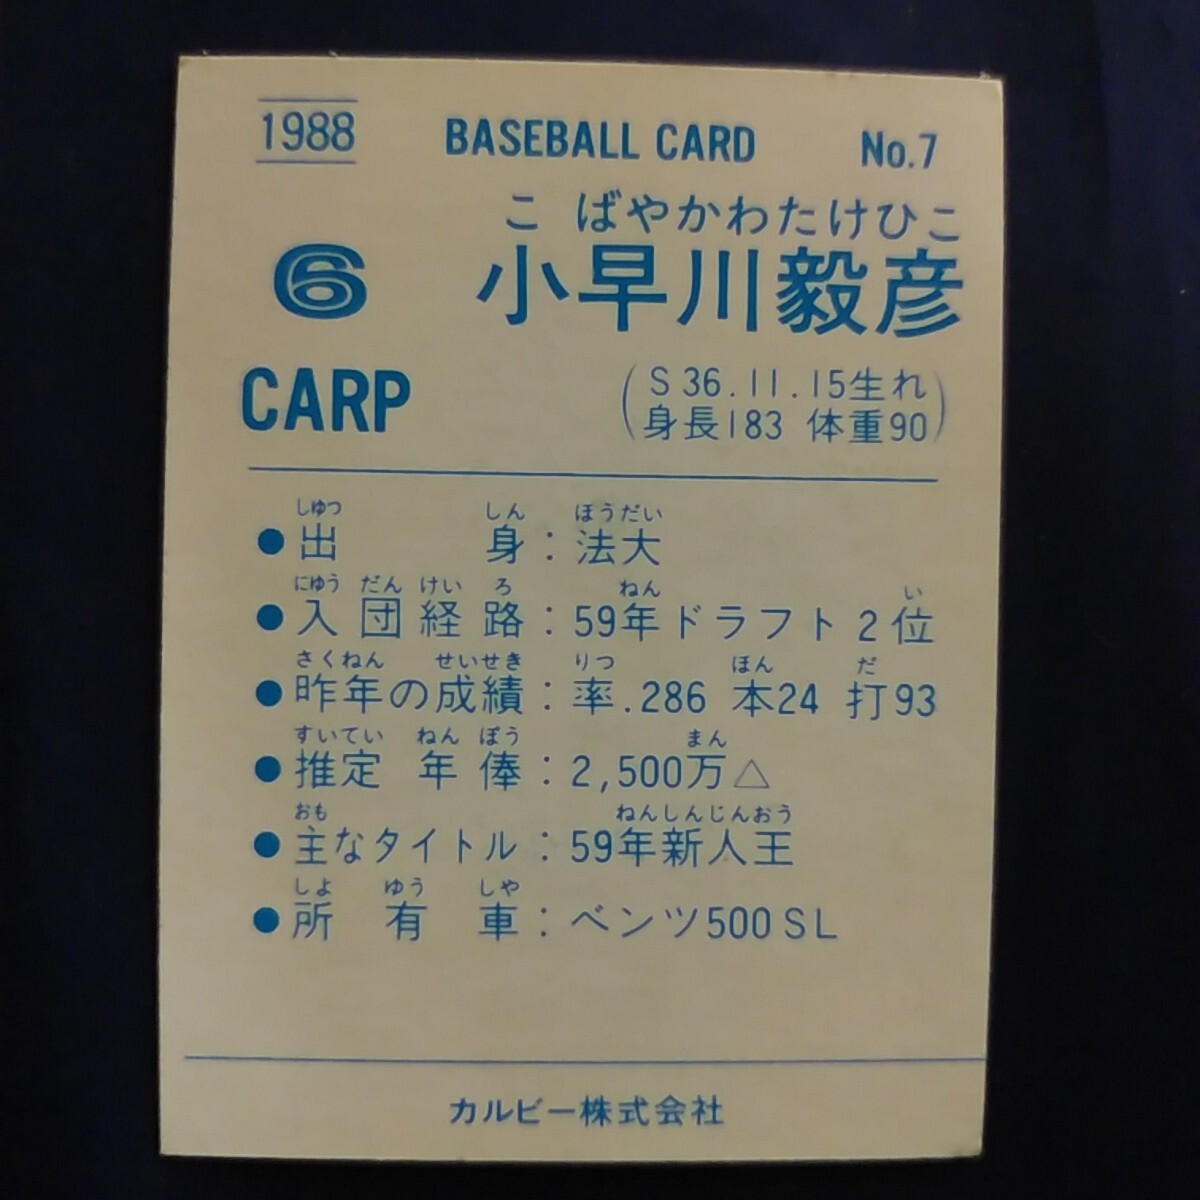 1988 BASEBALL CARD No.7
こ ばやかわたけひこ
6 小早川毅彦
CARP
(S36.11.15生れ
身長183 体重90)
しゆつ しん ほうだい
●出身:法大
にゆう だん けい ろ ねん い
●入団経路:59年ドラフト2位
さくねん せいせき りつ ほん だ
●昨年の成績:率.286 本24 打93
すいてい ねん ぽう まん
●推定 年俸:2,500万△
おも ねんしんじんおう
●主なタイトル:59年新人王
しよ ゆう しや
●所有車:ベンツ500SL
カルビー株式会社